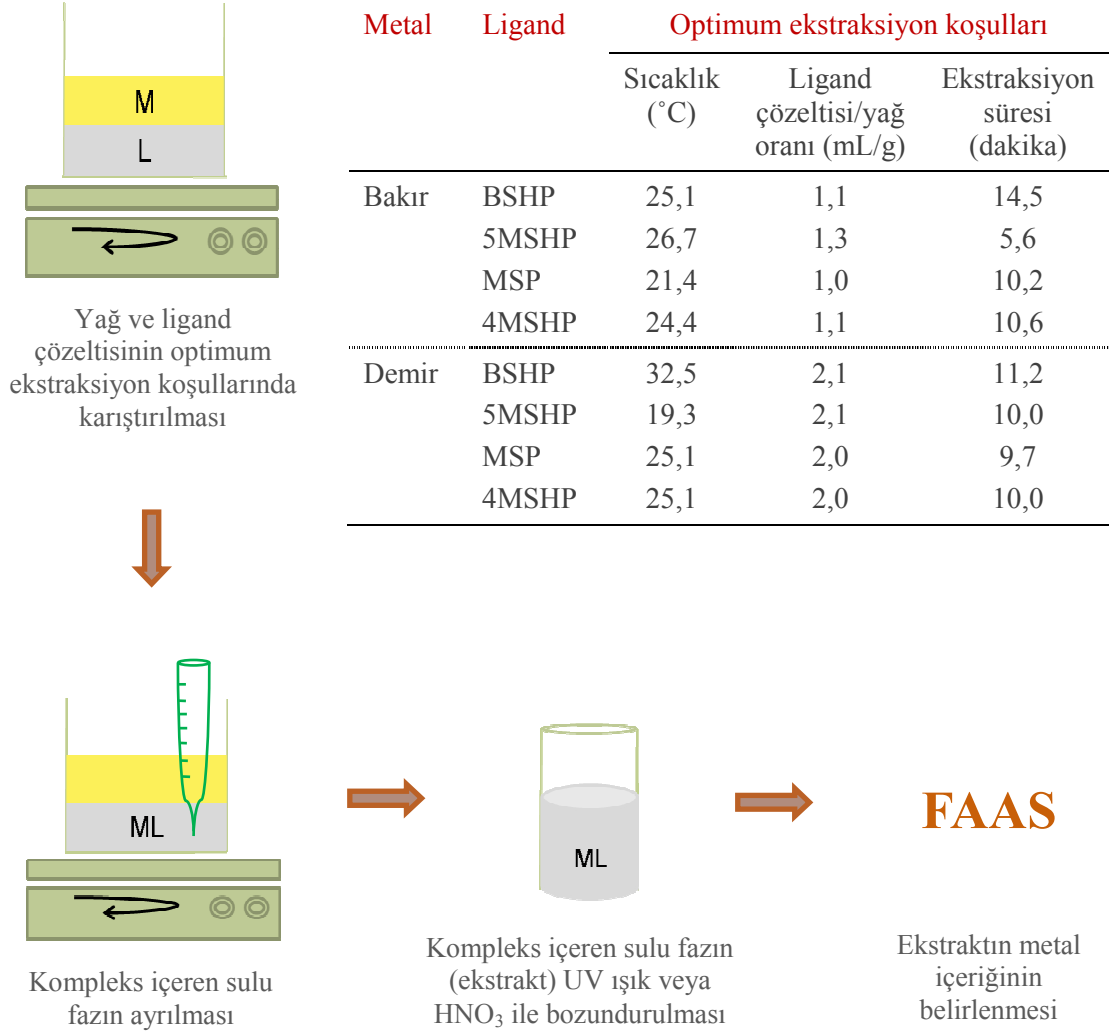 M
L
Yağ ve ligand
çözeltisinin optimum
ekstraksiyon koşullarında
karıştırılması
Metal Ligand Optimum ekstraksiyon koşulları
Sıcaklık Ligand Ekstraksiyon
(˚C) çözeltisi/yağ süresi
oranı (mL/g) (dakika)
Bakır BSHP 25,1 1,1 14,5
5MSHP 26,7 1,3 5,6
MSP 21,4 1,0 10,2
4MSHP 24,4 1,1 10,6
Demir BSHP 32,5 2,1 11,2
5MSHP 19,3 2,1 10,0
MSP 25,1 2,0 9,7
4MSHP 25,1 2,0 10,0
ML
Kompleks içeren sulu
fazın ayrılması
ML
Kompleks içeren sulu fazın
(ekstrakt) UV ışık veya
HNO₃ ile bozundurulması
FAAS
Ekstraktın metal
içeriğinin
belirlenmesi